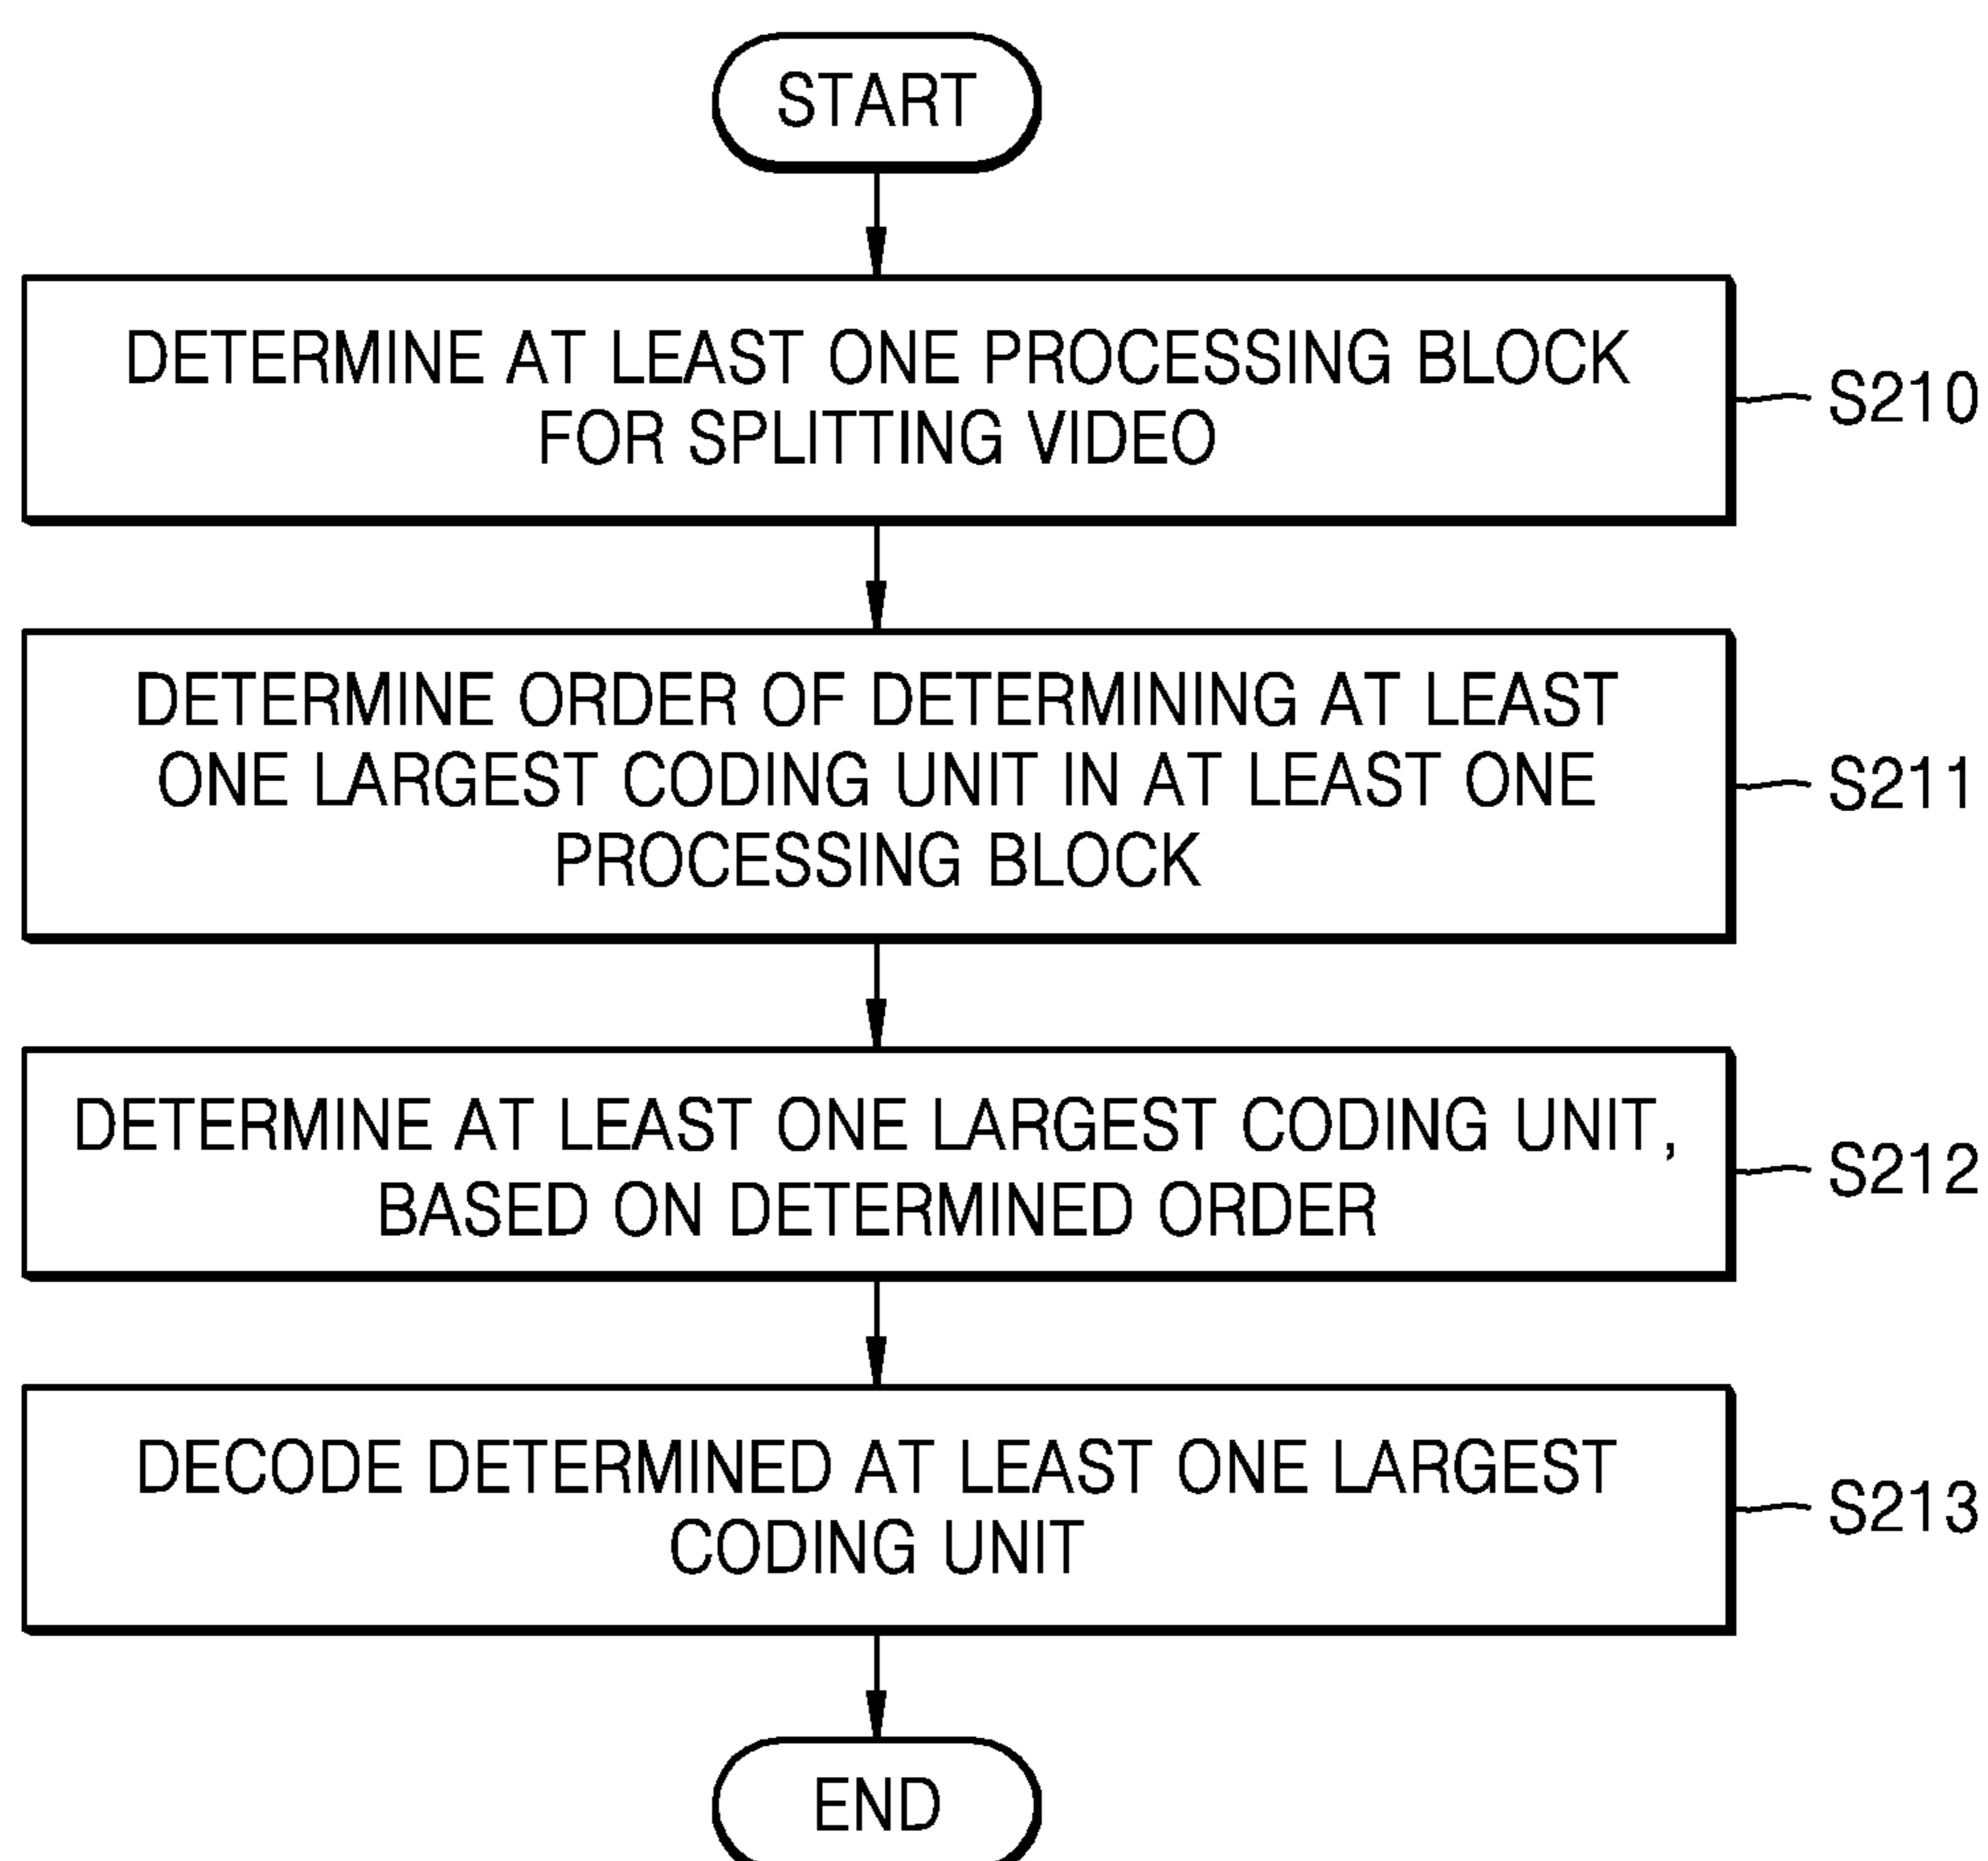 START
DETERMINE AT LEAST ONE PROCESSING BLOCK
FOR SPLITTING VIDEO
S210
DETERMINE ORDER OF DETERMINING AT LEAST
ONE LARGEST CODING UNIT IN AT LEAST ONE
PROCESSING BLOCK
S211
DETERMINE AT LEAST ONE LARGEST CODING UNIT,
BASED ON DETERMINED ORDER
S212
DECODE DETERMINED AT LEAST ONE LARGEST
CODING UNIT
S213
END